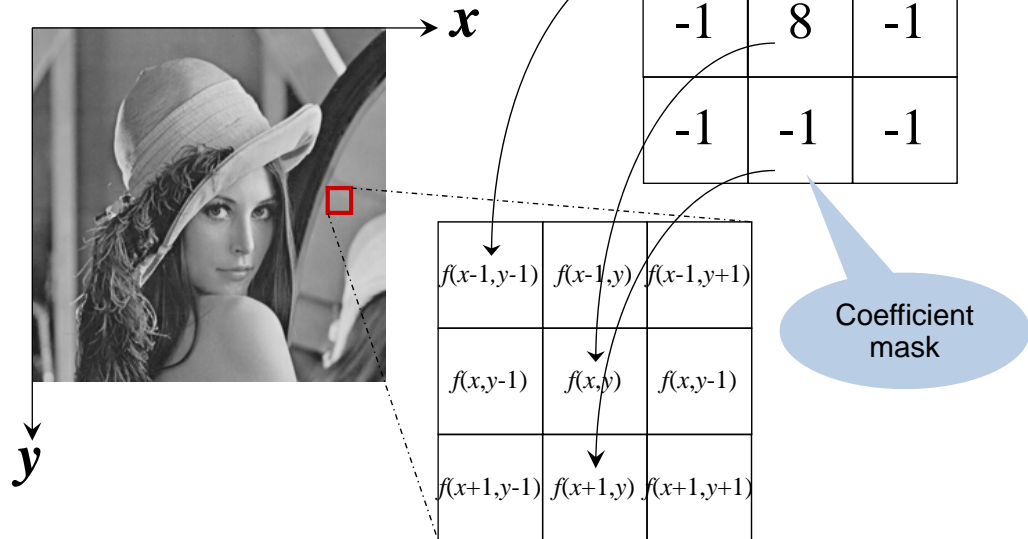 x
-1 8 -1
-1 -1 -1
f(x-1,y-1) f(x-1,y) f(x-1,y+1)
Coefficient
mask
f(x,y-1) f(x,y) f(x,y-1)
y
f(x+1,y-1) f(x+1,y) f(x+1,y+1)